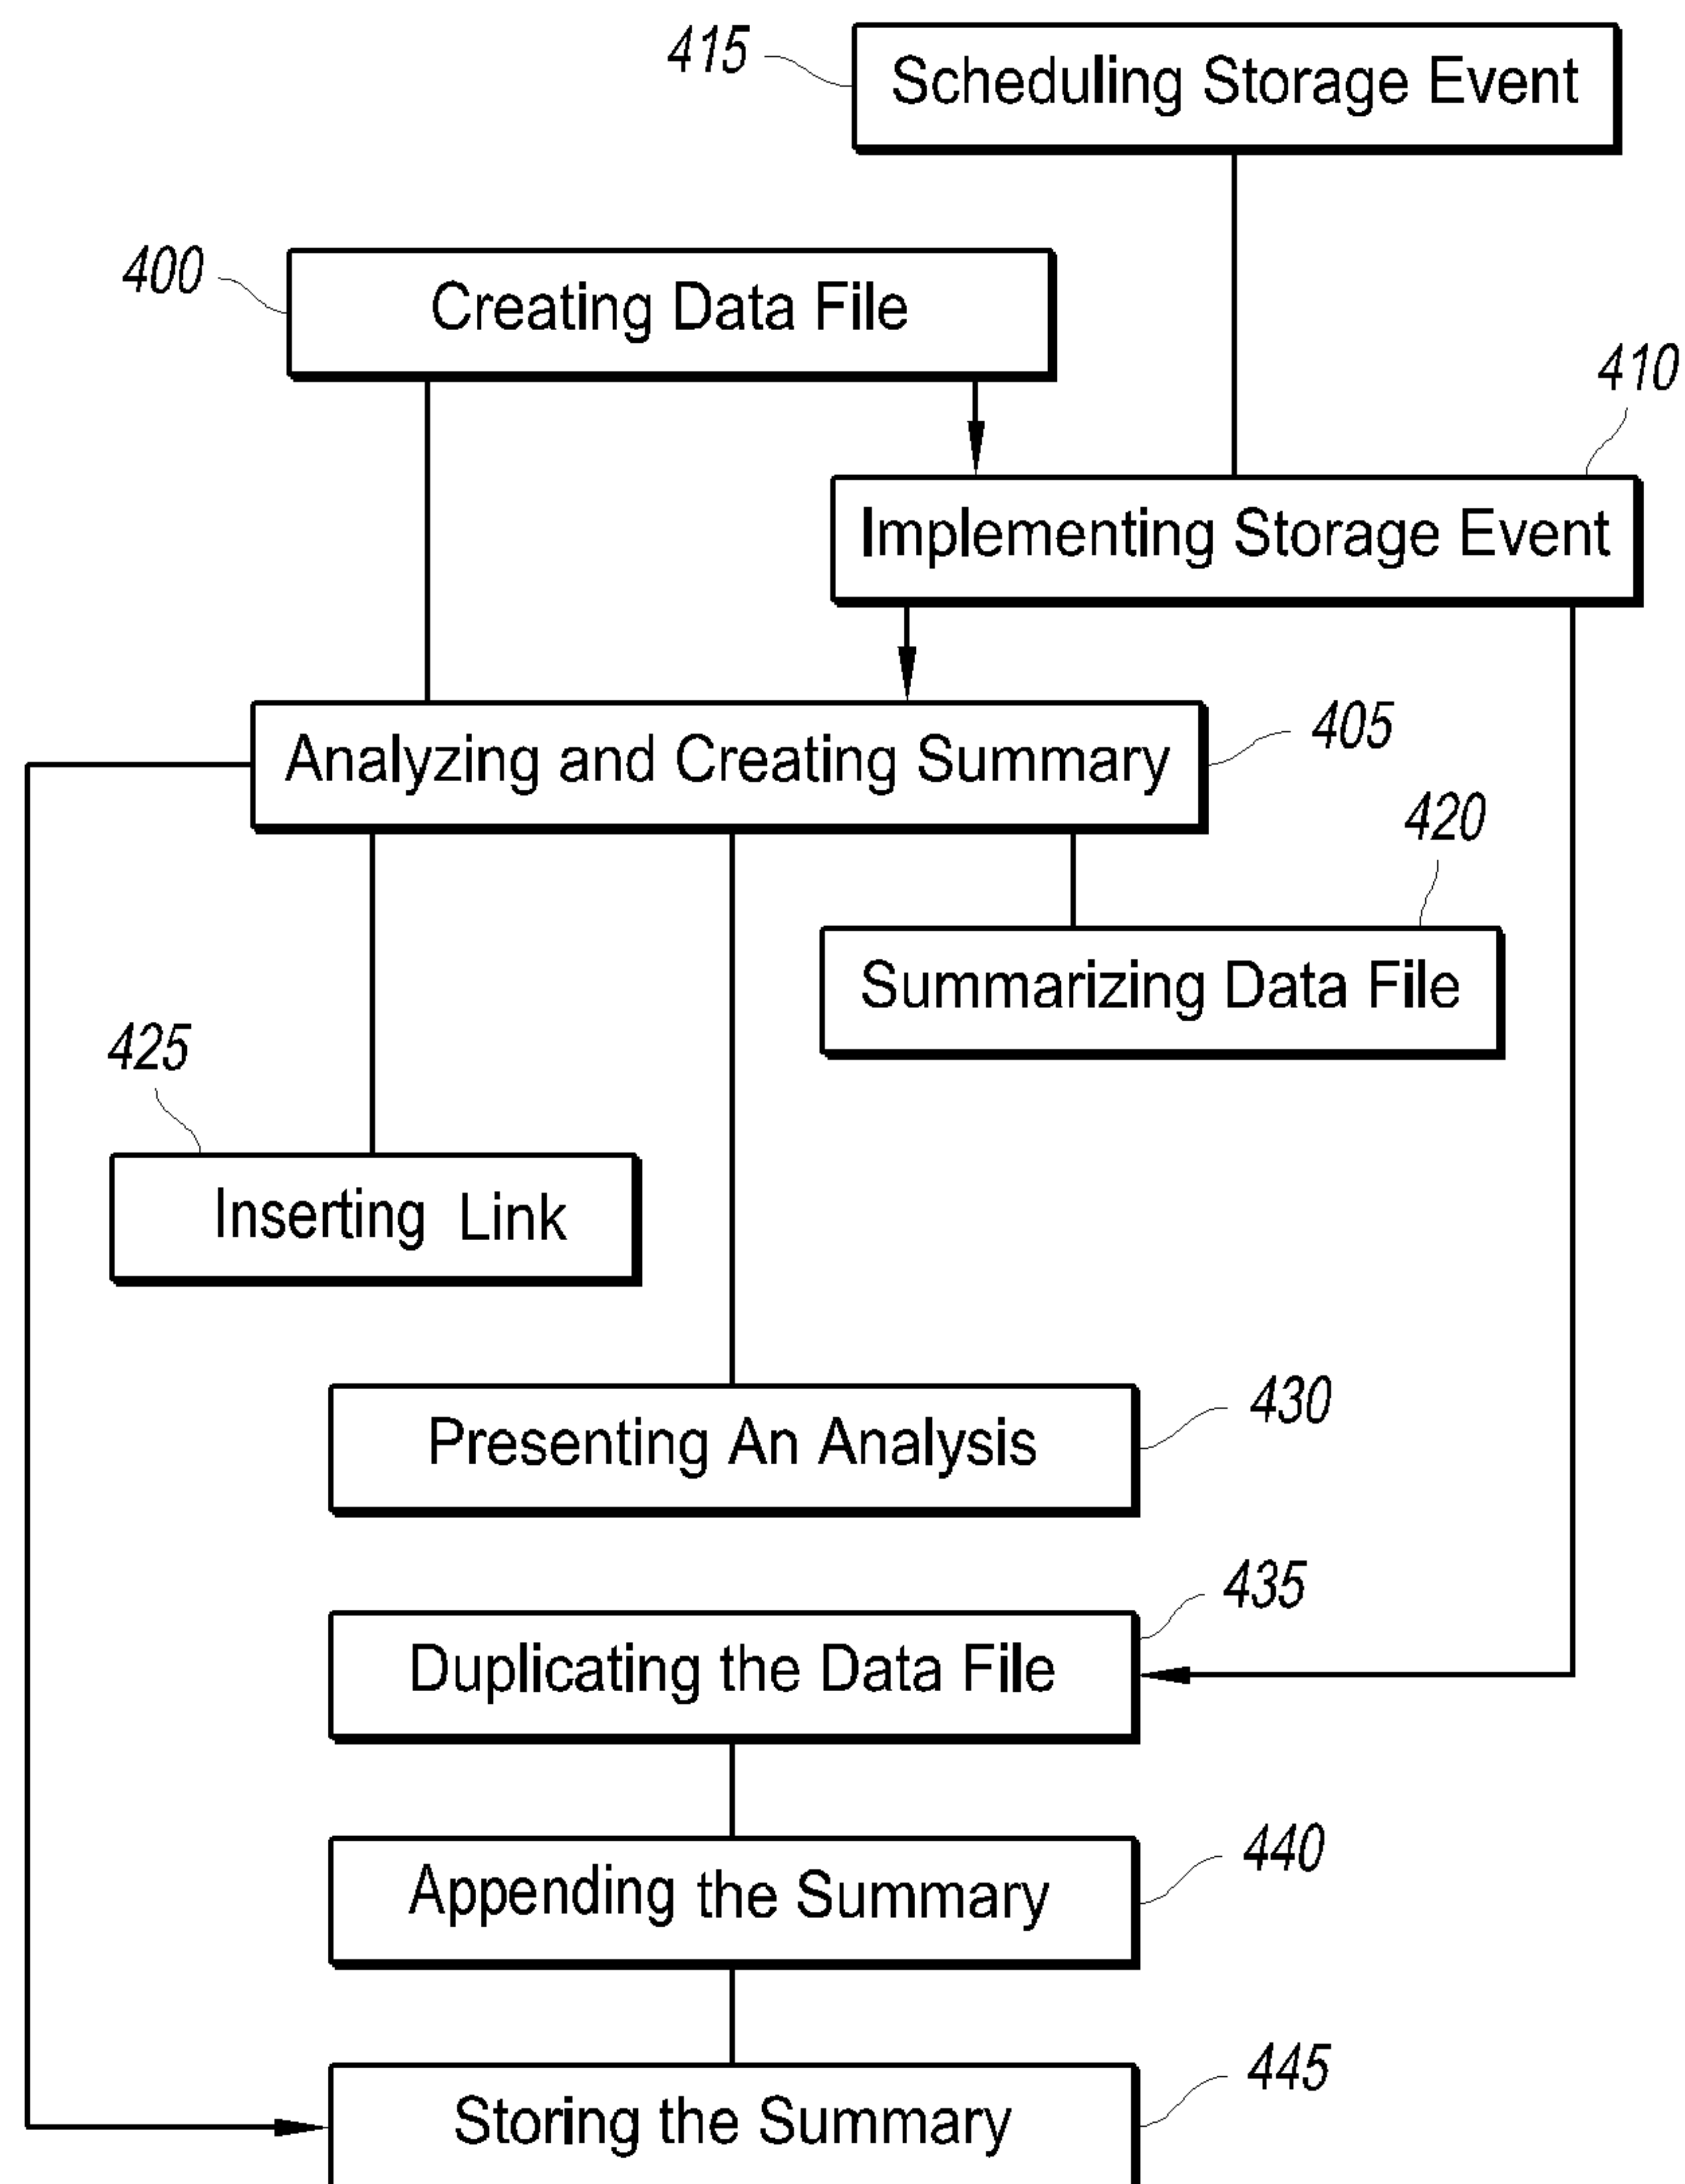 415
Scheduling Storage Event
400
Creating Data File
410
Implementing Storage Event
Analyzing and Creating Summary
405
420
Summarizing Data File
425
Inserting Link
Presenting An Analysis
430
435
Duplicating the Data File
440
Appending the Summary
445
Storing the Summary